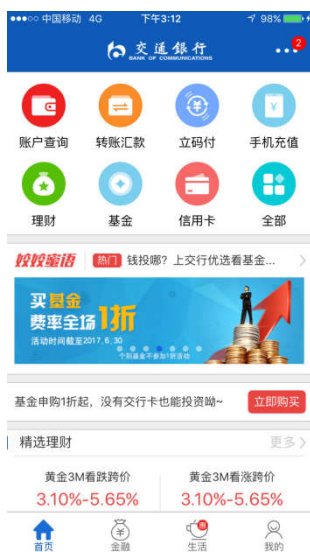 中国移动 4G 下午3:12 98%
交通銀行
BANK OF COMMUNICATIONS
2
账户查询 转账汇款 立码付 手机充值
理财 基金 信用卡 全部
姣姣蜜语 热门 钱投哪？上交行优选看基金...
买基金
费率全场1折
活动时间截至2017.6.30
个别基金不参加1折活动
基金申购1折起，没有交行卡也能投资呦~ 立即购买
精选理财 更多
黄金3M看跌跨价 黄金3M看涨跨价
3.10%-5.65% 3.10%-5.65%
首页 金融 生活 我的